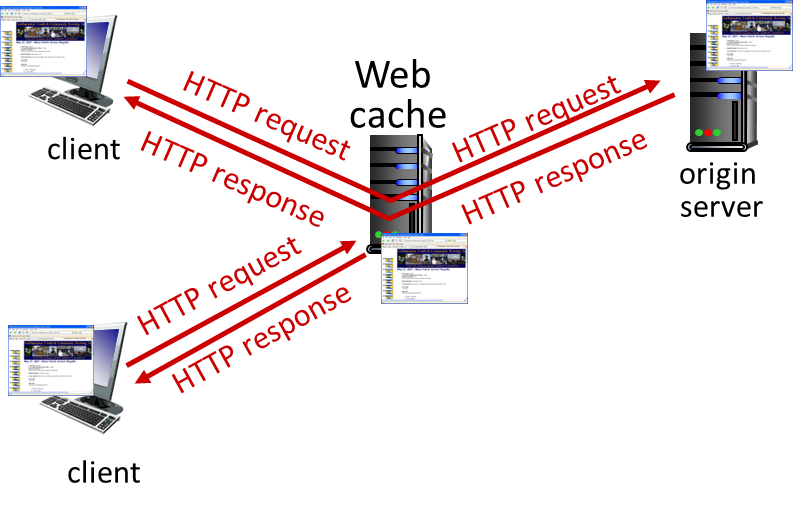 Web
cache
HTTP request
HTTP request
client
HTTP response
HTTP response
origin
server
HTTP request
HTTP response
client